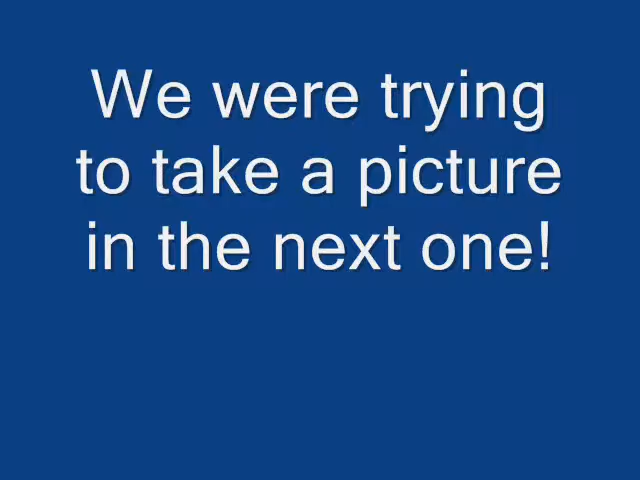 We were trying
to take a picture
in the next one!